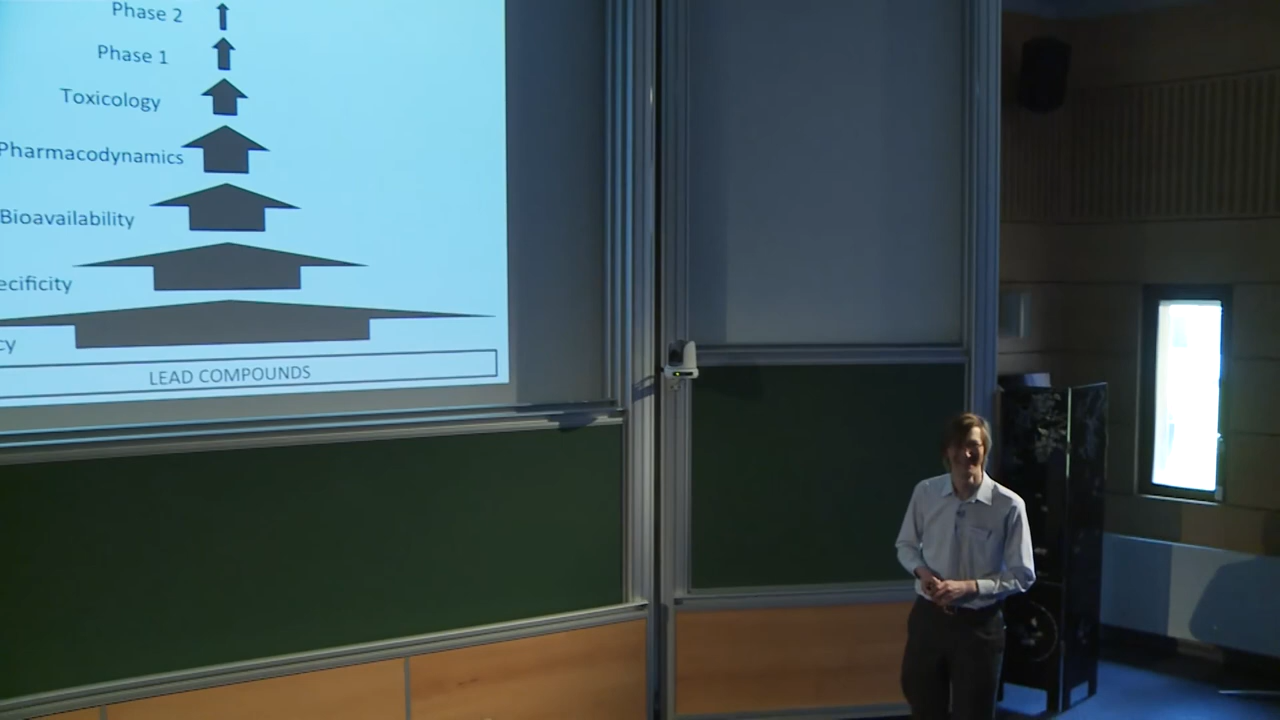 Phase 2
Phase 1
Toxicology
Pharmacodynamics
Bioavailability
ecificity
cy
LEAD COMPOUNDS